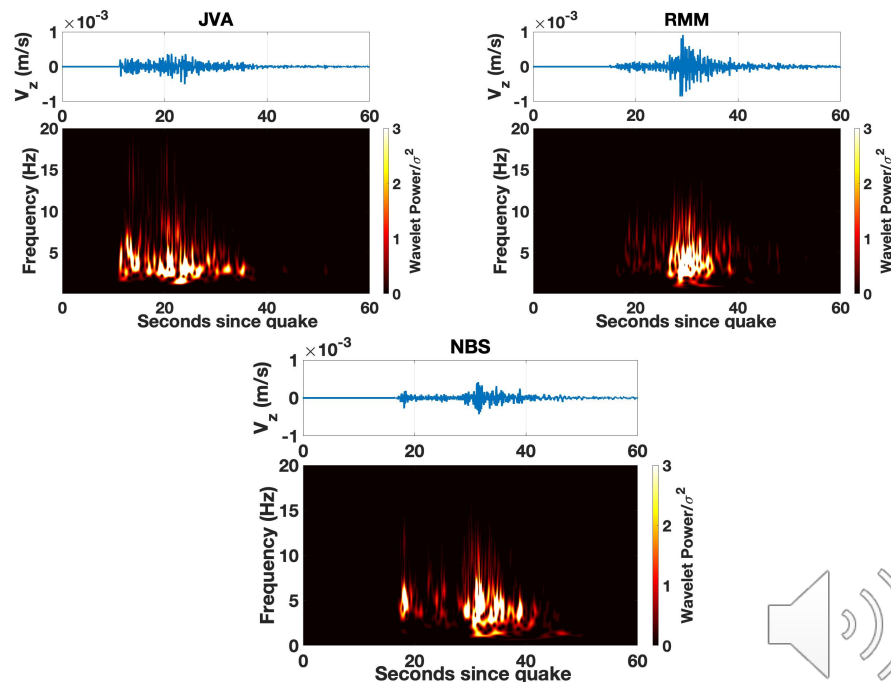 JVA
×10⁻³
V_z (m/s)
1
0
-1
0 20 40 60
Frequency (Hz)
20
15
10
5
0
0 20 40 60
Seconds since quake
3
2
1
0
Wavelet Power/σ²
RMM
×10⁻³
V_z (m/s)
1
0
-1
0 20 40 60
Frequency (Hz)
20
15
10
5
0
0 20 40 60
Seconds since quake
3
2
1
0
Wavelet Power/σ²
NBS
×10⁻³
V_z (m/s)
1
0
-1
0 20 40 60
Frequency (Hz)
20
15
10
5
0
0 20 40 60
Seconds since quake
3
2
1
0
Wavelet Power/σ²